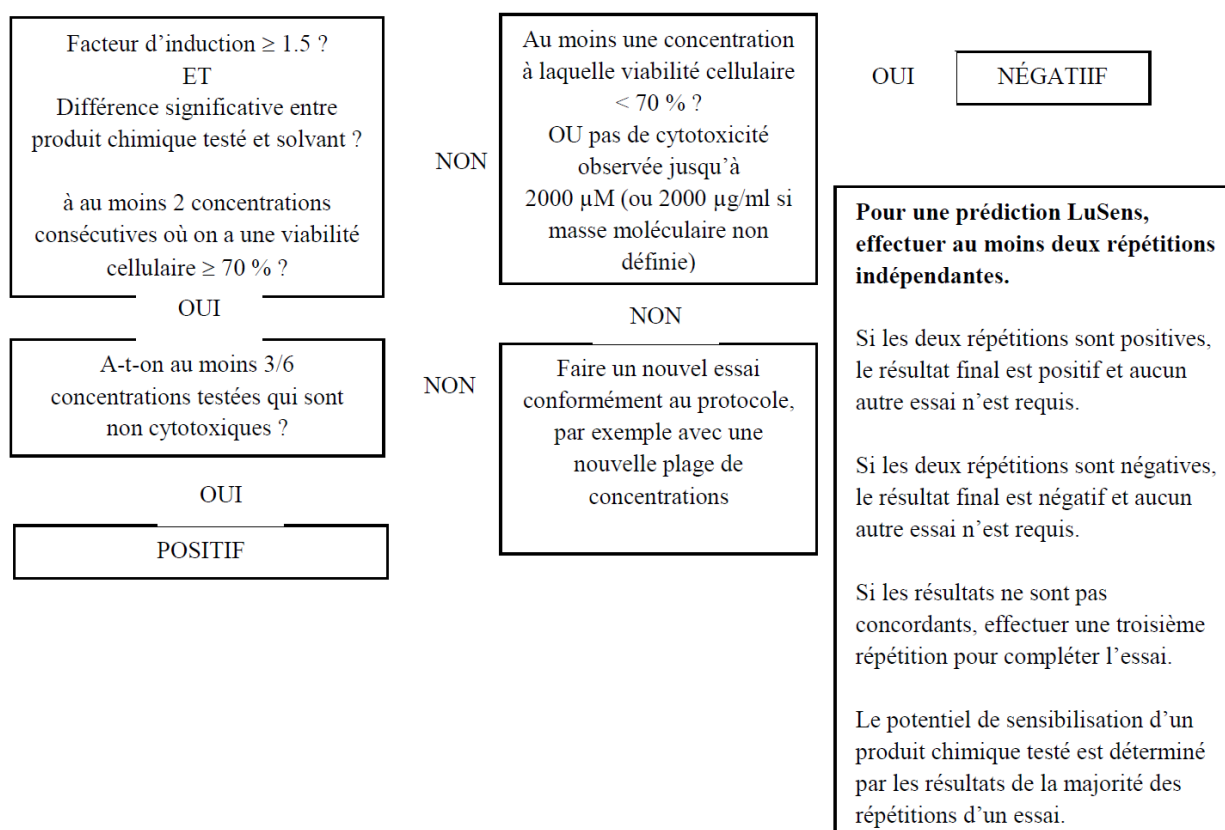 Facteur d'induction ≥ 1.5 ?
ET
Différence significative entre
produit chimique testé et solvant ?
à au moins 2 concentrations
consécutives où on a une viabilité
cellulaire ≥ 70 % ?
NON
Au moins une concentration
à laquelle viabilité cellulaire
< 70 % ?
OU pas de cytotoxicité
observée jusqu'à
2000 µM (ou 2000 µg/ml si
masse moléculaire non
définie)
OUI
NÉGATIIF
OUI
A-t-on au moins 3/6
concentrations testées qui sont
non cytotoxiques ?
NON
NON
Faire un nouvel essai
conformément au protocole,
par exemple avec une
nouvelle plage de
concentrations
OUI
POSITIF
Pour une prédiction LuSens,
effectuer au moins deux répétitions
indépendantes.
Si les deux répétitions sont positives,
le résultat final est positif et aucun
autre essai n'est requis.
Si les deux répétitions sont négatives,
le résultat final est négatif et aucun
autre essai n'est requis.
Si les résultats ne sont pas
concordants, effectuer une troisième
répétition pour compléter l'essai.
Le potentiel de sensibilisation d'un
produit chimique testé est déterminé
par les résultats de la majorité des
répétitions d'un essai.